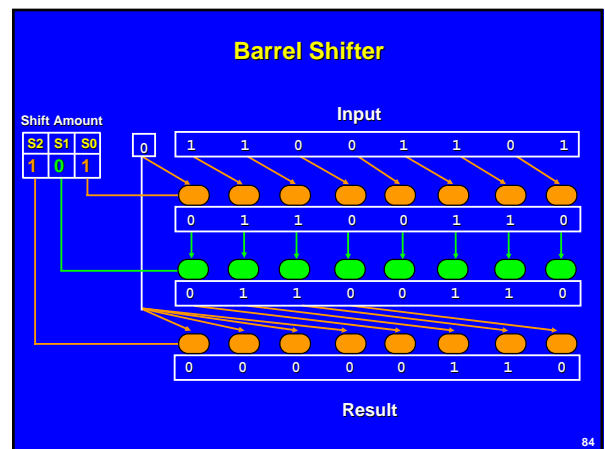 Barrel Shifter
Shift Amount
Input
S2 S1 S0
1 0 1
0
1 1 0 0 1 1 0 1
0 1 1 0 0 1 1 0
0 1 1 0 0 1 1 0
0 0 0 0 0 1 1 0
Result
84